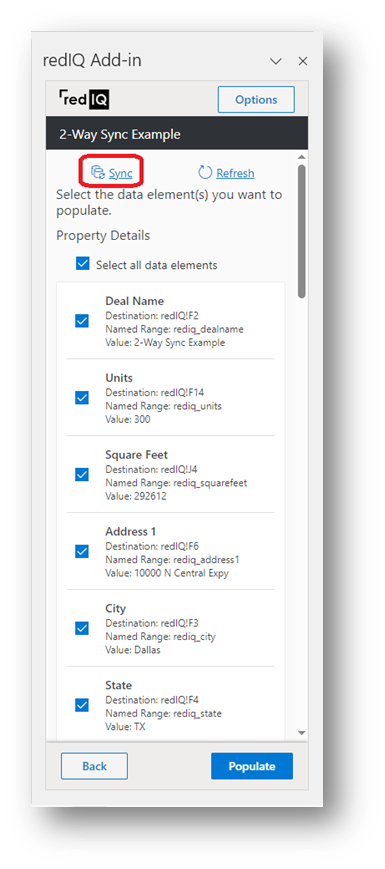 redIQ Add-in
redIQ
Options
2-Way Sync Example
Sync
Refresh
Select the data element(s) you want to
populate.
Property Details
Select all data elements
Deal Name
Destination: redIQ!F2
Named Range: rediq_dealname
Value: 2-Way Sync Example
Units
Destination: redIQ!F14
Named Range: rediq_units
Value: 300
Square Feet
Destination: redIQ!J4
Named Range: rediq_squarefeet
Value: 292612
Address 1
Destination: redIQ!F6
Named Range: rediq_address1
Value: 10000 N Central Expy
City
Destination: redIQ!F3
Named Range: rediq_city
Value: Dallas
State
Destination: redIQ!F4
Named Range: rediq_state
Value: TX
Back
Populate